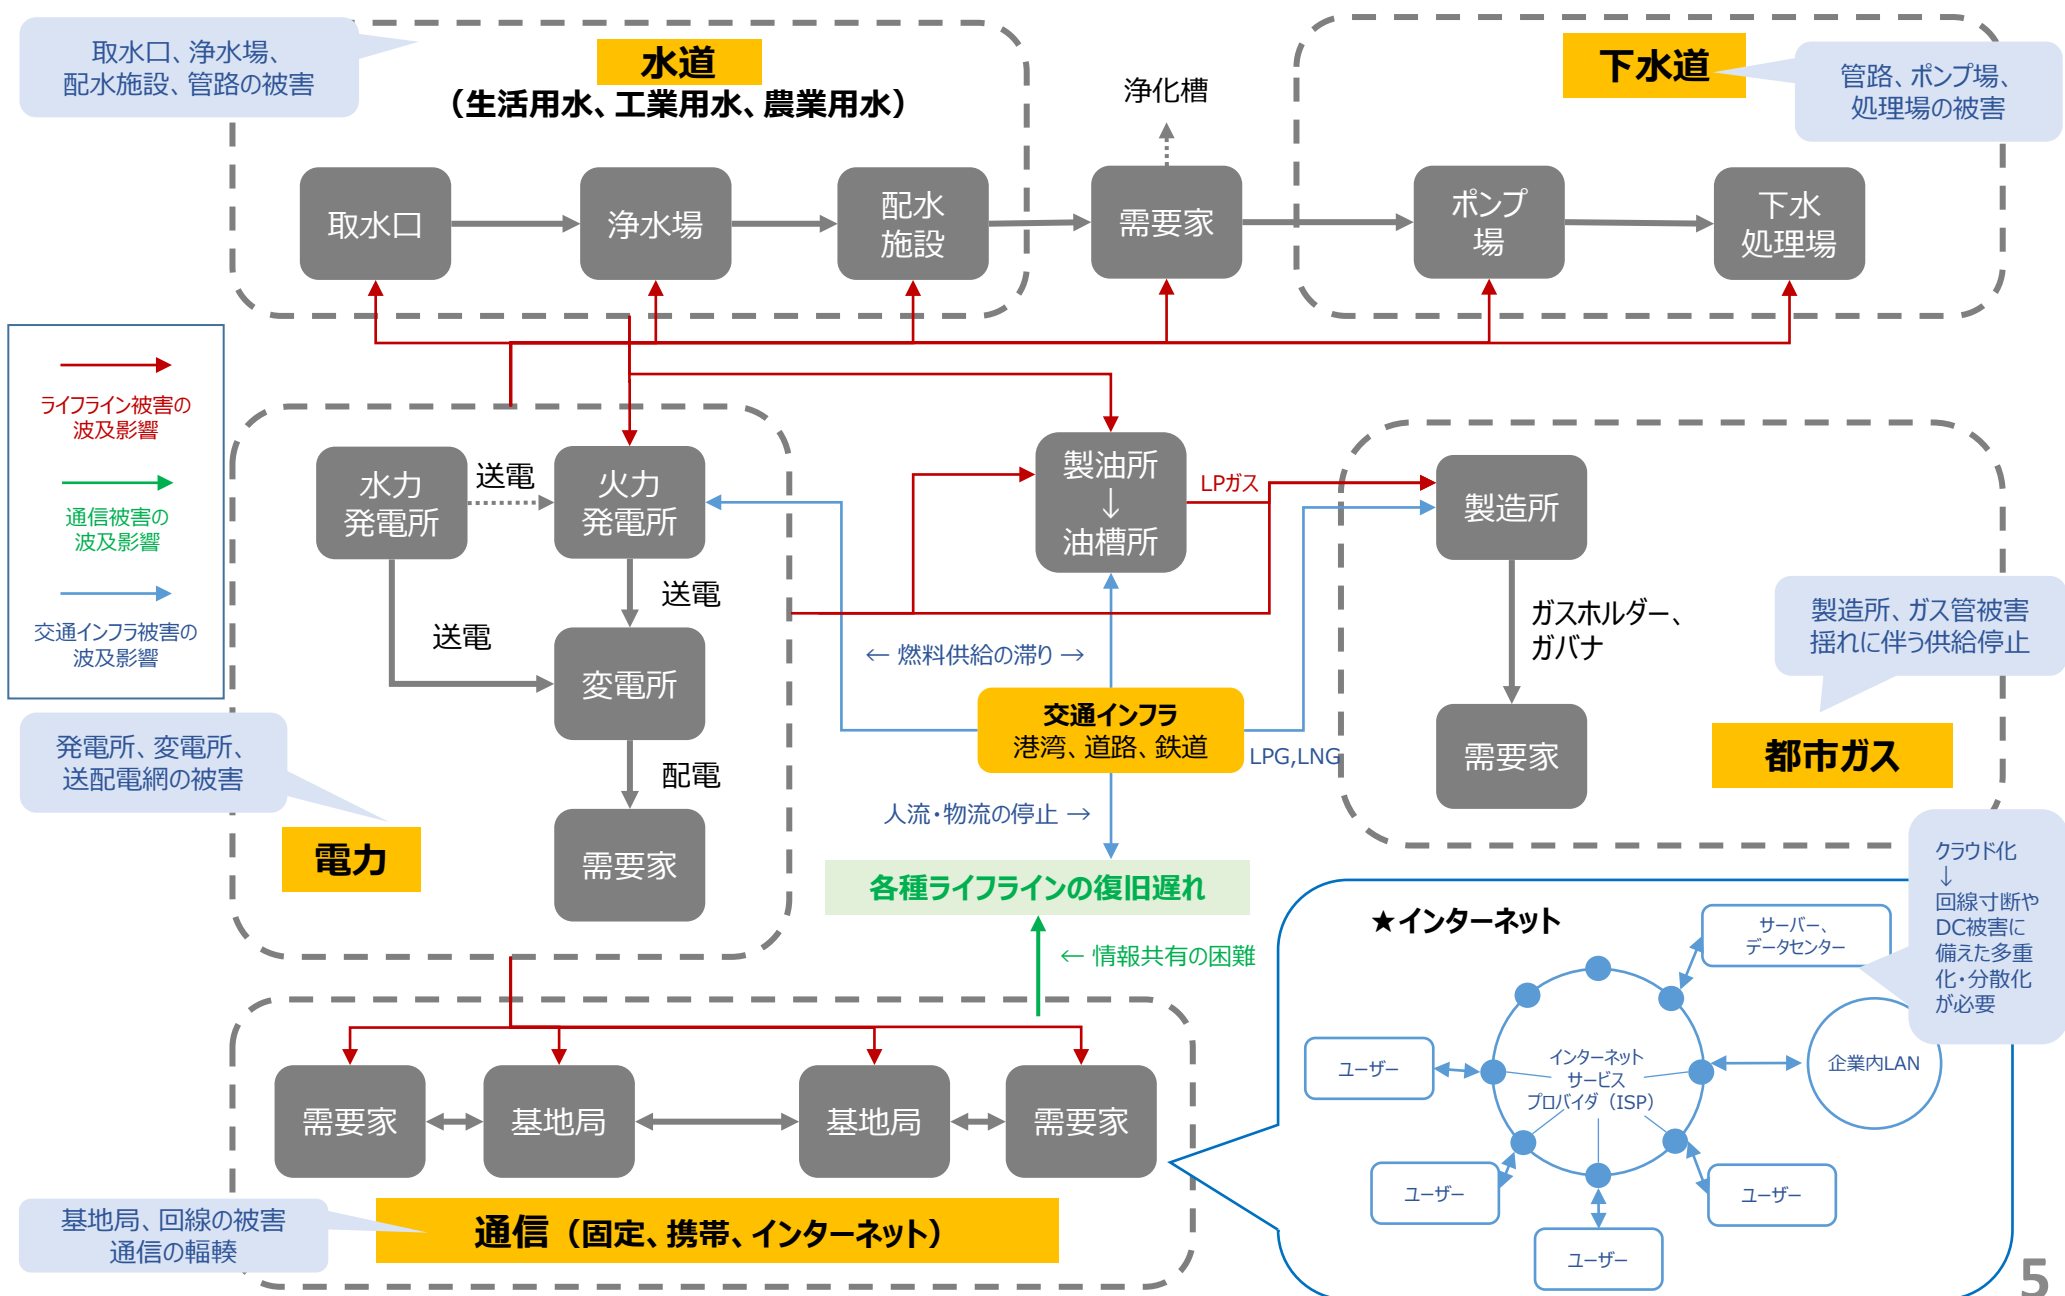 取水口、浄水場、
配水施設、管路の被害
水道
（生活用水、工業用水、農業用水）
浄化槽
下水道
管路、ポンプ場、
処理場の被害
取水口
浄水場
配水
施設
需要家
ポンプ
場
下水
処理場
ライフライン被害の
波及影響
通信被害の
波及影響
交通インフラ被害の
波及影響
水力
発電所
送電
火力
発電所
送電
送電
変電所
配電
需要家
発電所、変電所、
送配電網の被害
電力
製油所
↓
油槽所
LPガス
← 燃料供給の滞り →
交通インフラ
港湾、道路、鉄道
LPG,LNG
人流・物流の停止 →
各種ライフラインの復旧遅れ
← 情報共有の困難
製造所
ガスホルダー、
ガバナ
需要家
製造所、ガス管被害
揺れに伴う供給停止
都市ガス
需要家
基地局
基地局
需要家
基地局、回線の被害
通信の輻輳
通信（固定、携帯、インターネット）
★インターネット
サーバー、
データセンター
クラウド化
↓
回線寸断や
DC被害に
備えた多重
化・分散化
が必要
インターネット
サービス
プロバイダ（ISP）
企業内LAN
ユーザー
ユーザー
ユーザー
ユーザー
5